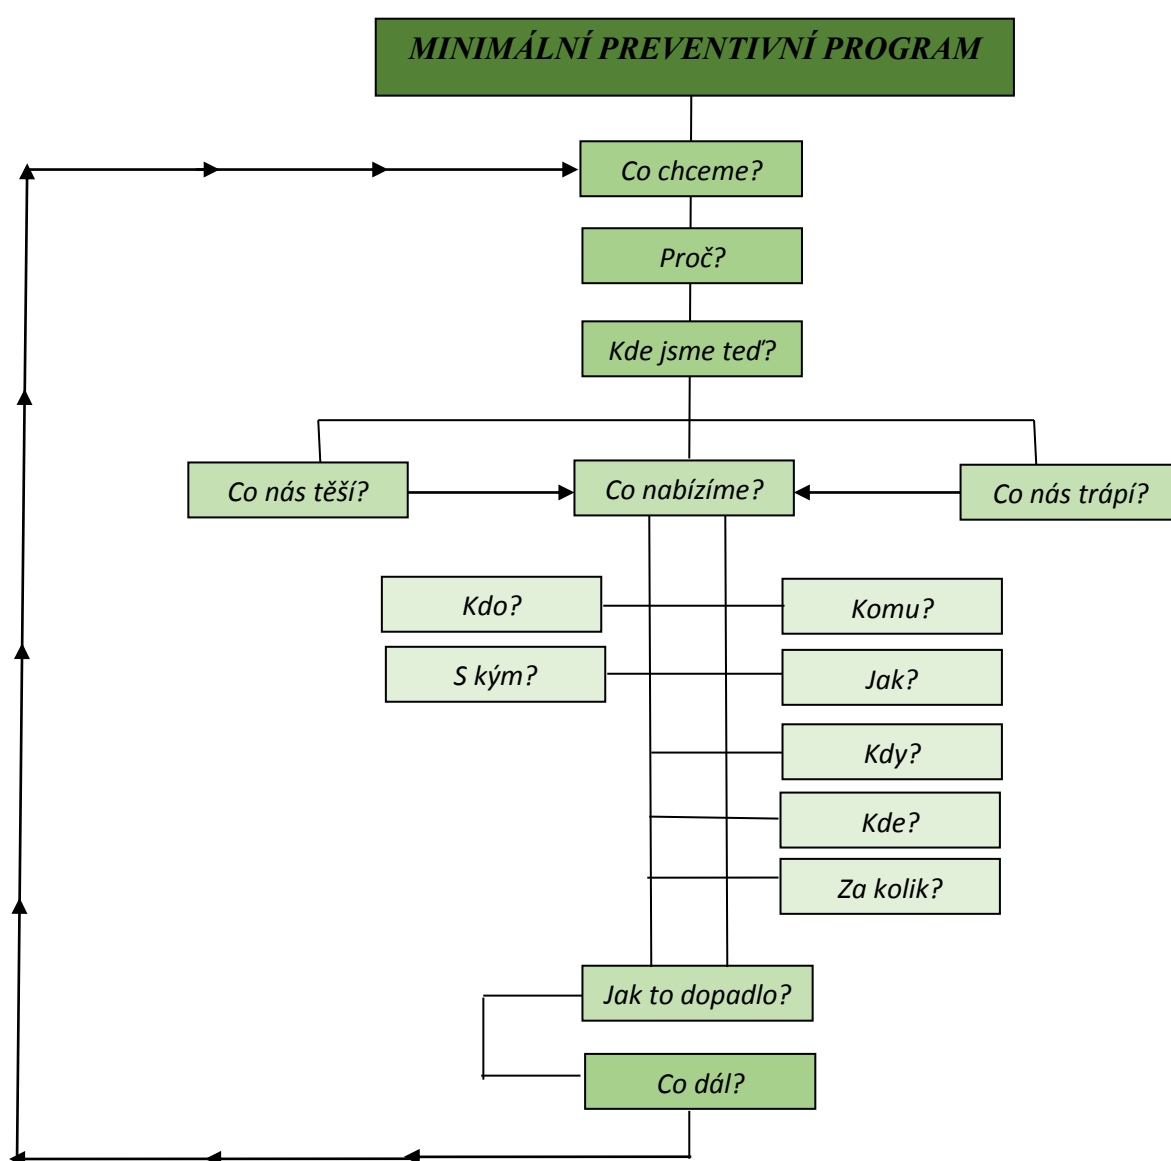 MINIMÁLNÍ PREVENTIVNÍ PROGRAM
Co chceme?
Proč?
Kde jsme teď?
Co nás těší?
Co nabízíme?
Co nás trápí?
Kdo?
Komu?
S kým?
Jak?
Kdy?
Kde?
Za kolik?
Jak to dopadlo?
Co dál?